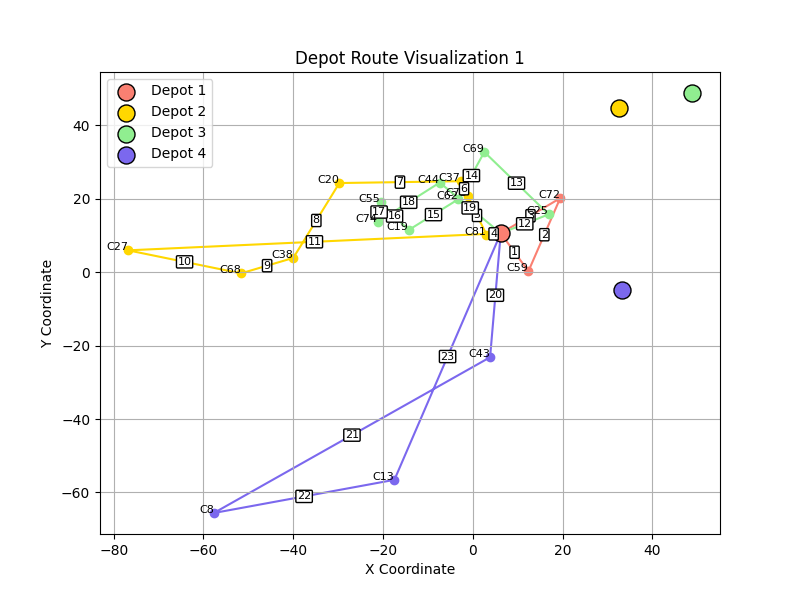 Depot Route Visualization 1
Depot 1
Depot 2
Depot 3
Depot 4
Y Coordinate
40
20
0
−20
−40
−60
−80
−60
−40
−20
0
20
40
X Coordinate
C69
C20
C44
C37
C7
C62
C72
C55
C74
C19
C25
C81
C27
C38
C68
C59
C43
C13
C8
1
2
4
6
7
8
9
10
11
12
13
14
15
16
17
18
19
20
21
22
23